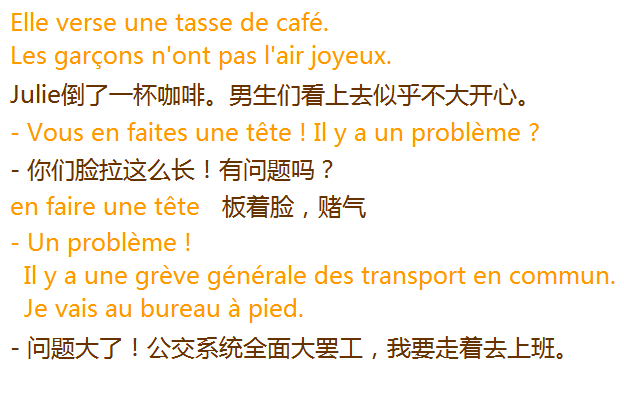 Elle verse une tasse de café.
Les garçons n'ont pas l'air joyeux.
Julie倒了一杯咖啡。男生们看上去似乎不大开心。
- Vous en faites une tête ! Il y a un problème ?
- 你们脸拉这么长！有问题吗？
en faire une tête   板着脸，赌气
- Un problème !
Il y a une grève générale des transport en commun.
Je vais au bureau à pied.
- 问题大了！公交系统全面大罢工，我要走着去上班。